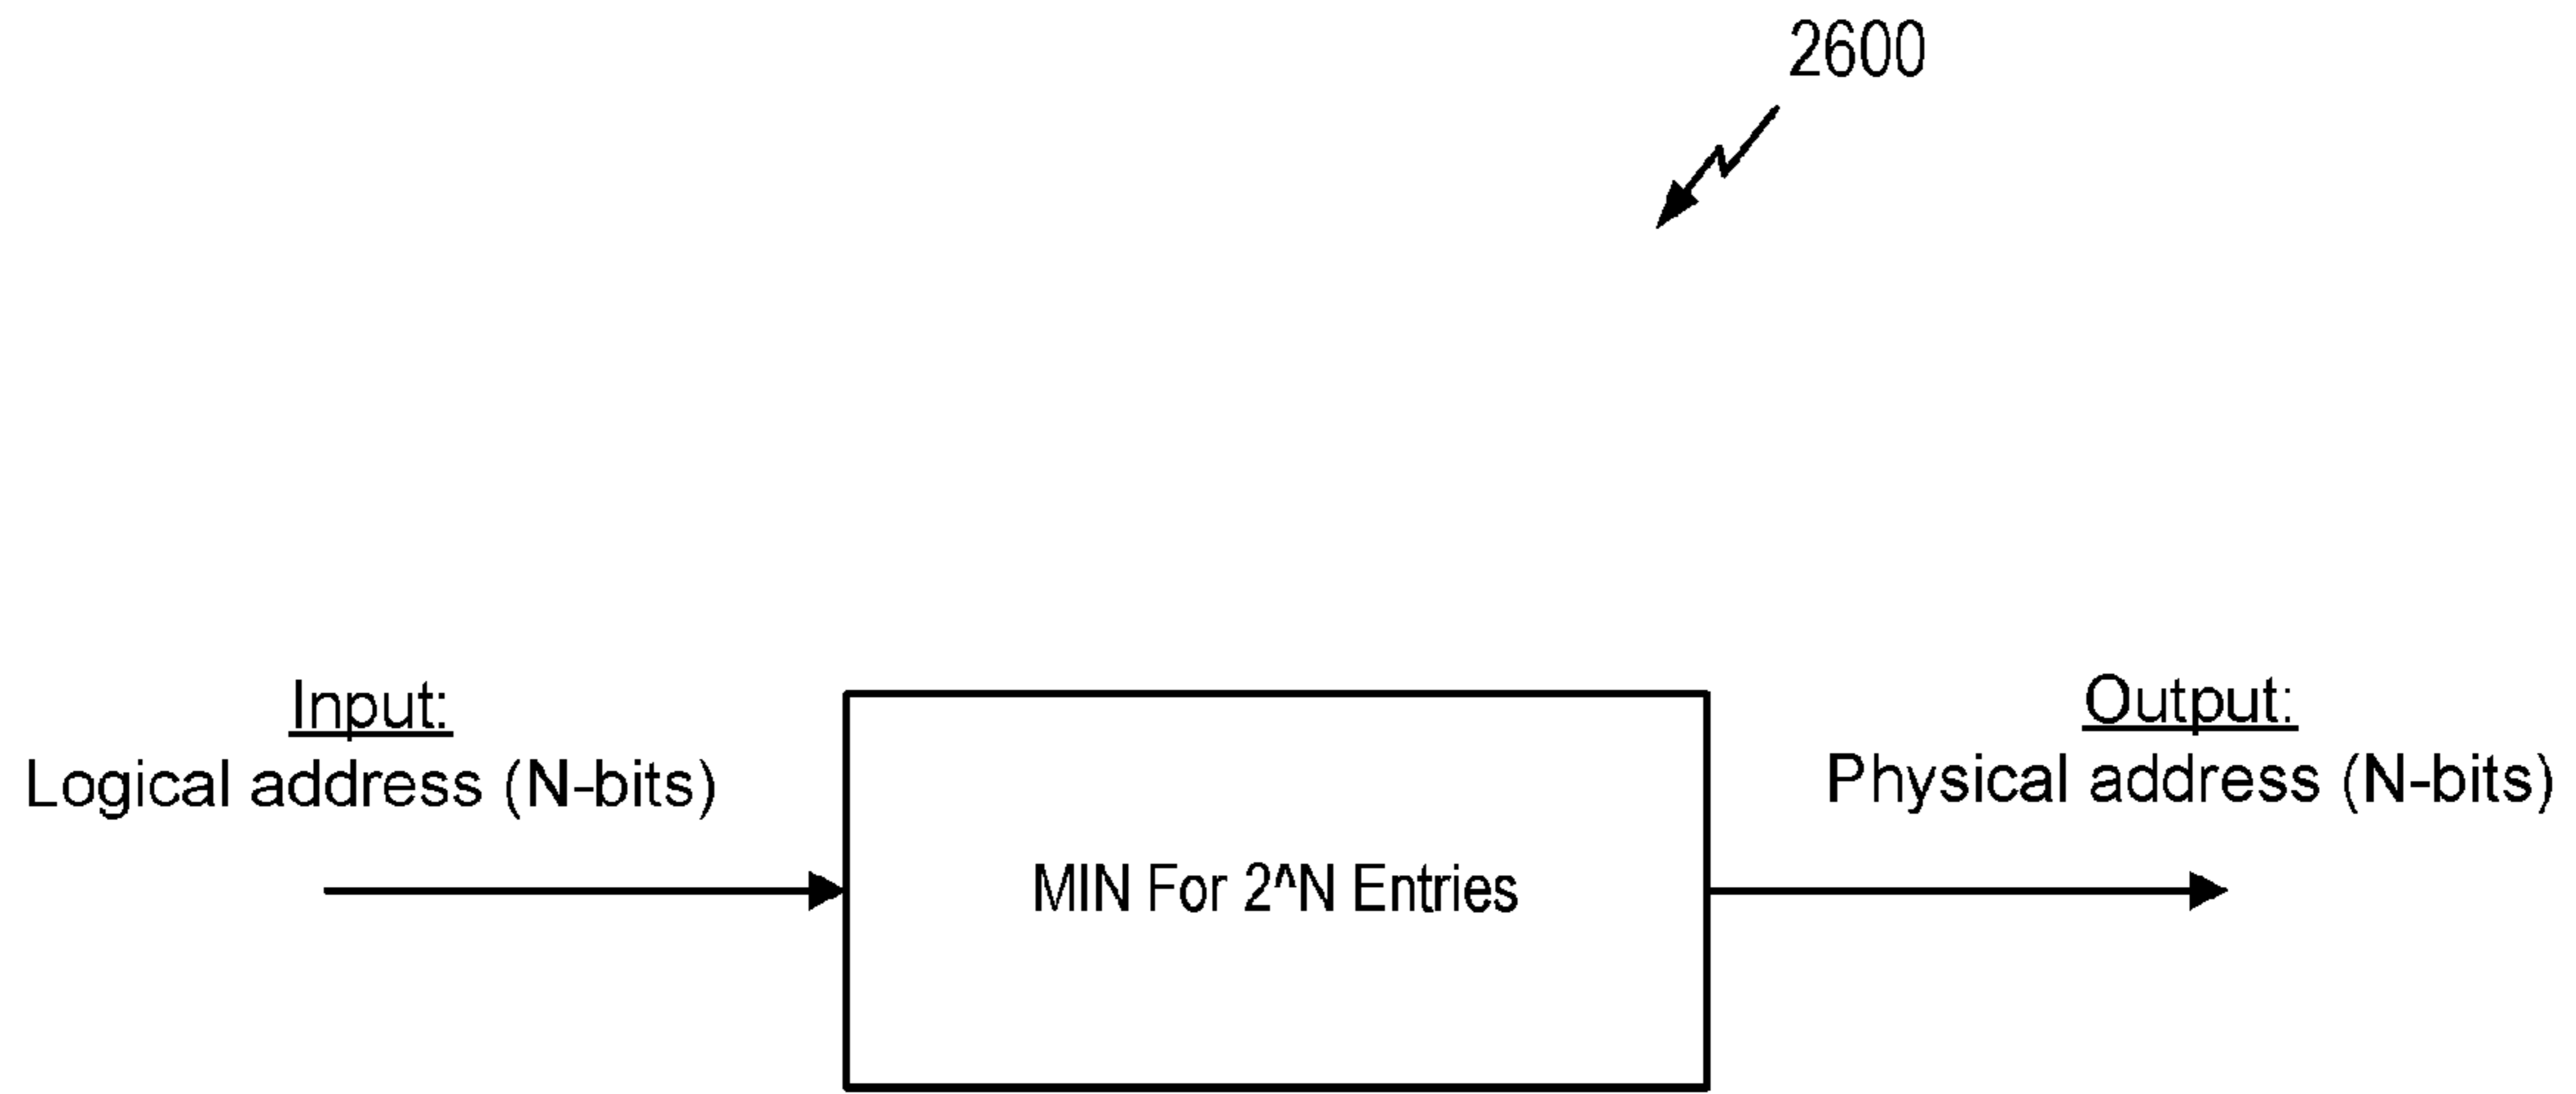 2600
Input:
Logical address (N-bits)
MIN For 2^N Entries
Output:
Physical address (N-bits)